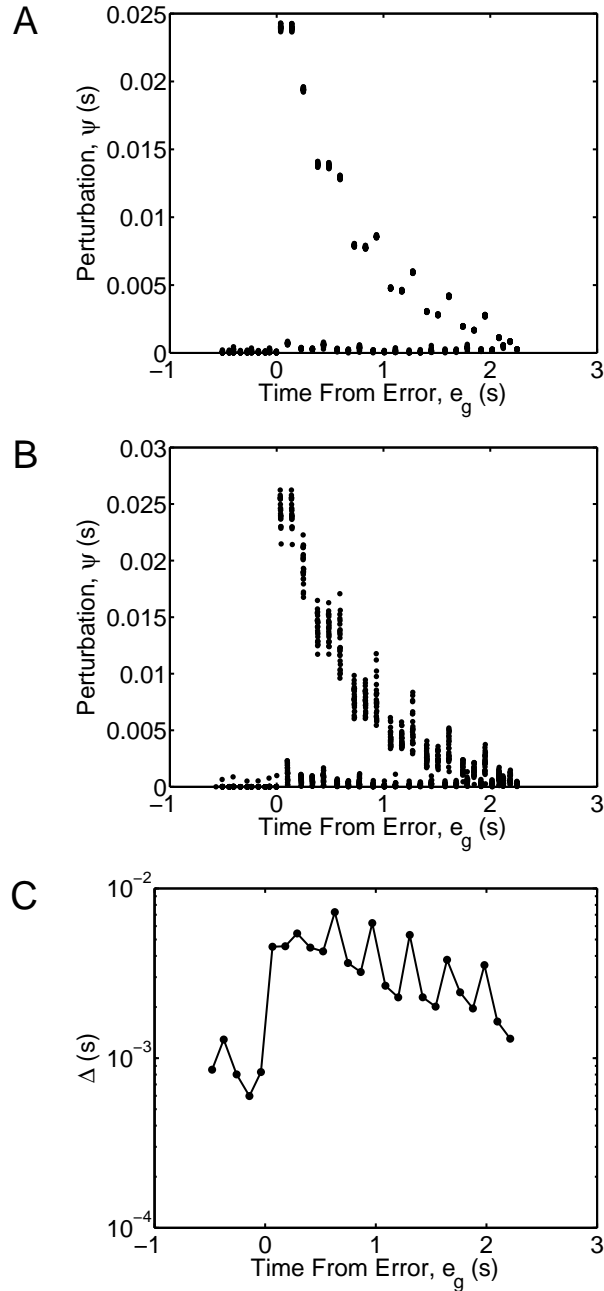 A
0.025
0.02
0.015
0.01
0.005
0
Perturbation, ψ (s)
−1 0 1 2 3
Time From Error, e_g (s)
B
0.03
0.025
0.02
0.015
0.01
0.005
0
Perturbation, ψ (s)
−1 0 1 2 3
Time From Error, e_g (s)
C
10^−2
10^−3
10^−4
Δ (s)
−1 0 1 2 3
Time From Error, e_g (s)